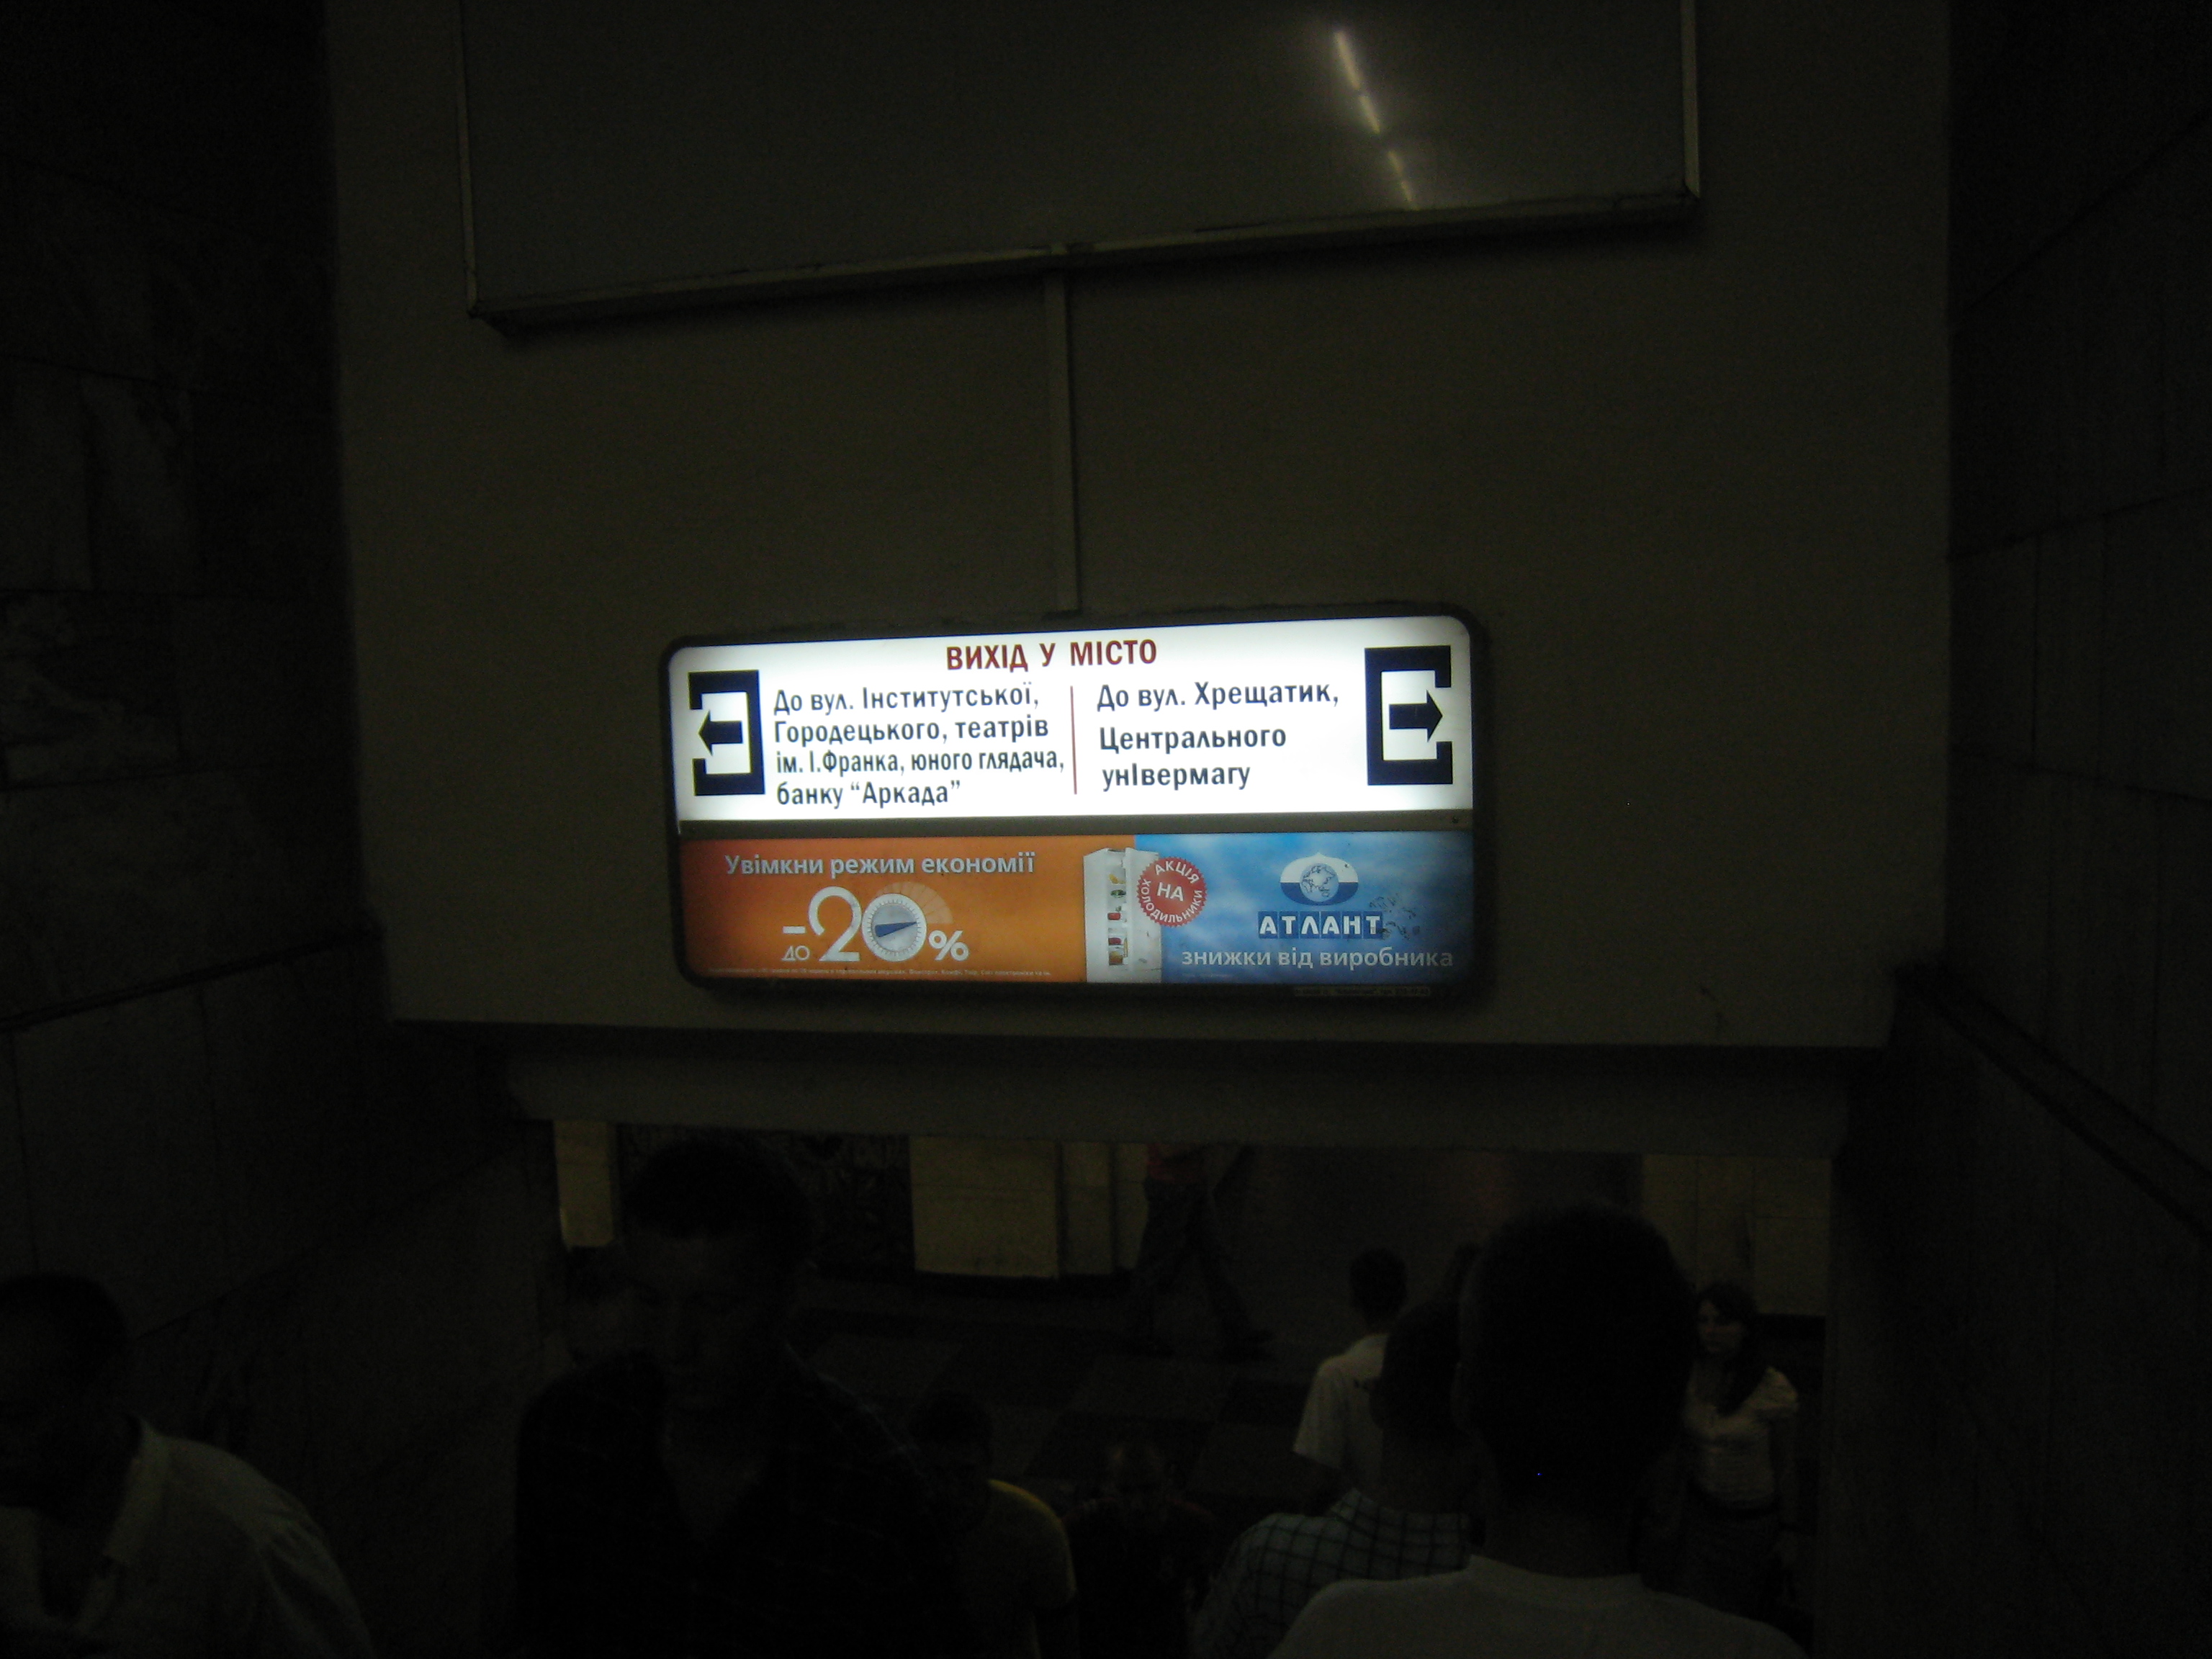 ВИХІД У МІСТО
До вул. Інститутської,
Городецького, театрів
ім. І.Франка, юного глядача,
банку “Аркада”
До вул. Хрещатик,
Центрального
унІвермагу
Увімкни режим економії
до -20%
АКЦІЯ
НА
ХОЛОДИЛЬНИКИ
АТЛАНТ
знижки від виробника